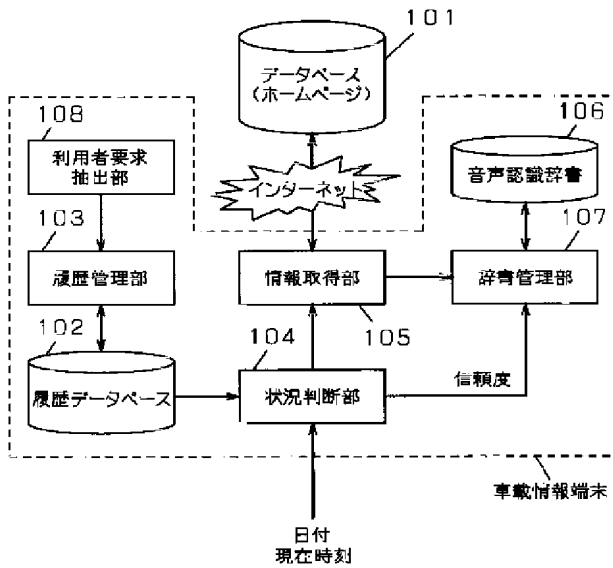 101
データベース
(ホームページ)
108
利用者要求
抽出部
106
音声認識辞書
インターネット
103
履歴管理部
情報取得部
107
辞書管理部
102
履歴データベース
104
105
状況判断部
信頼度
車載情報端末
日付
現在時刻